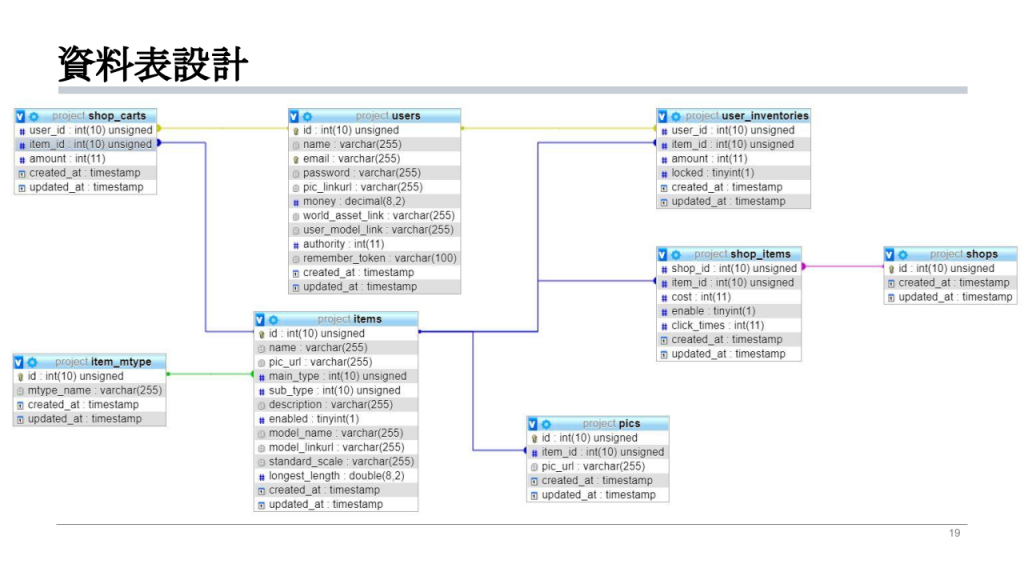 資料表設計
project shop_carts
user_id : int(10) unsigned
item_id : int(10) unsigned
amount : int(11)
created_at : timestamp
updated_at : timestamp
project users
id : int(10) unsigned
name : varchar(255)
email : varchar(255)
password : varchar(255)
pic_linkurl : varchar(255)
money : decimal(8,2)
world_asset_link : varchar(255)
user_model_link : varchar(255)
authority : int(11)
remember_token : varchar(100)
created_at : timestamp
updated_at : timestamp
project user_inventories
user_id : int(10) unsigned
item_id : int(10) unsigned
amount : int(11)
locked : tinyint(1)
created_at : timestamp
updated_at : timestamp
project shop_items
shop_id : int(10) unsigned
item_id : int(10) unsigned
cost : int(11)
enable : tinyint(1)
click_times : int(11)
created_at : timestamp
updated_at : timestamp
project shops
id : int(10) unsigned
created_at : timestamp
updated_at : timestamp
project items
id : int(10) unsigned
name : varchar(255)
pic_url : varchar(255)
main_type : int(10) unsigned
sub_type : int(10) unsigned
description : varchar(255)
enabled : tinyint(1)
model_name : varchar(255)
model_linkurl : varchar(255)
standard_scale : varchar(255)
longest_length : double(8,2)
created_at : timestamp
updated_at : timestamp
project item_mtype
id : int(10) unsigned
mtype_name : varchar(255)
created_at : timestamp
updated_at : timestamp
project pics
id : int(10) unsigned
item_id : int(10) unsigned
pic_url : varchar(255)
created_at : timestamp
updated_at : timestamp
19